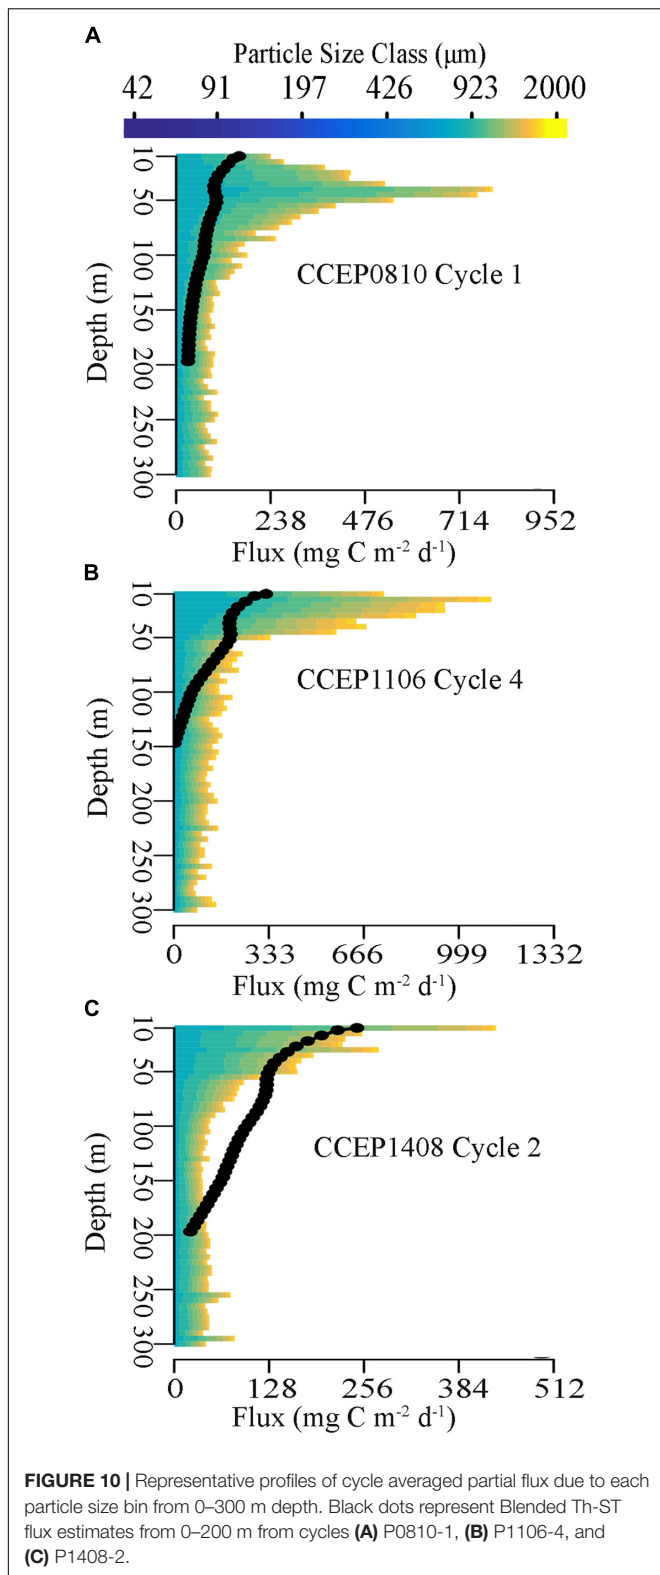 A
Particle Size Class (μm)
42 91 197 426 923 2000
10
50
100
150
200
250
300
Depth (m)
CCEP0810 Cycle 1
0 238 476 714 952
Flux (mg C m⁻² d⁻¹)
B
10
50
100
150
200
250
300
Depth (m)
CCEP1106 Cycle 4
0 333 666 999 1332
Flux (mg C m⁻² d⁻¹)
C
10
50
100
150
200
250
300
Depth (m)
CCEP1408 Cycle 2
0 128 256 384 512
Flux (mg C m⁻² d⁻¹)
FIGURE 10 | Representative profiles of cycle averaged partial flux due to each
particle size bin from 0–300 m depth. Black dots represent Blended Th-ST
flux estimates from 0–200 m from cycles (A) P0810-1, (B) P1106-4, and
(C) P1408-2.